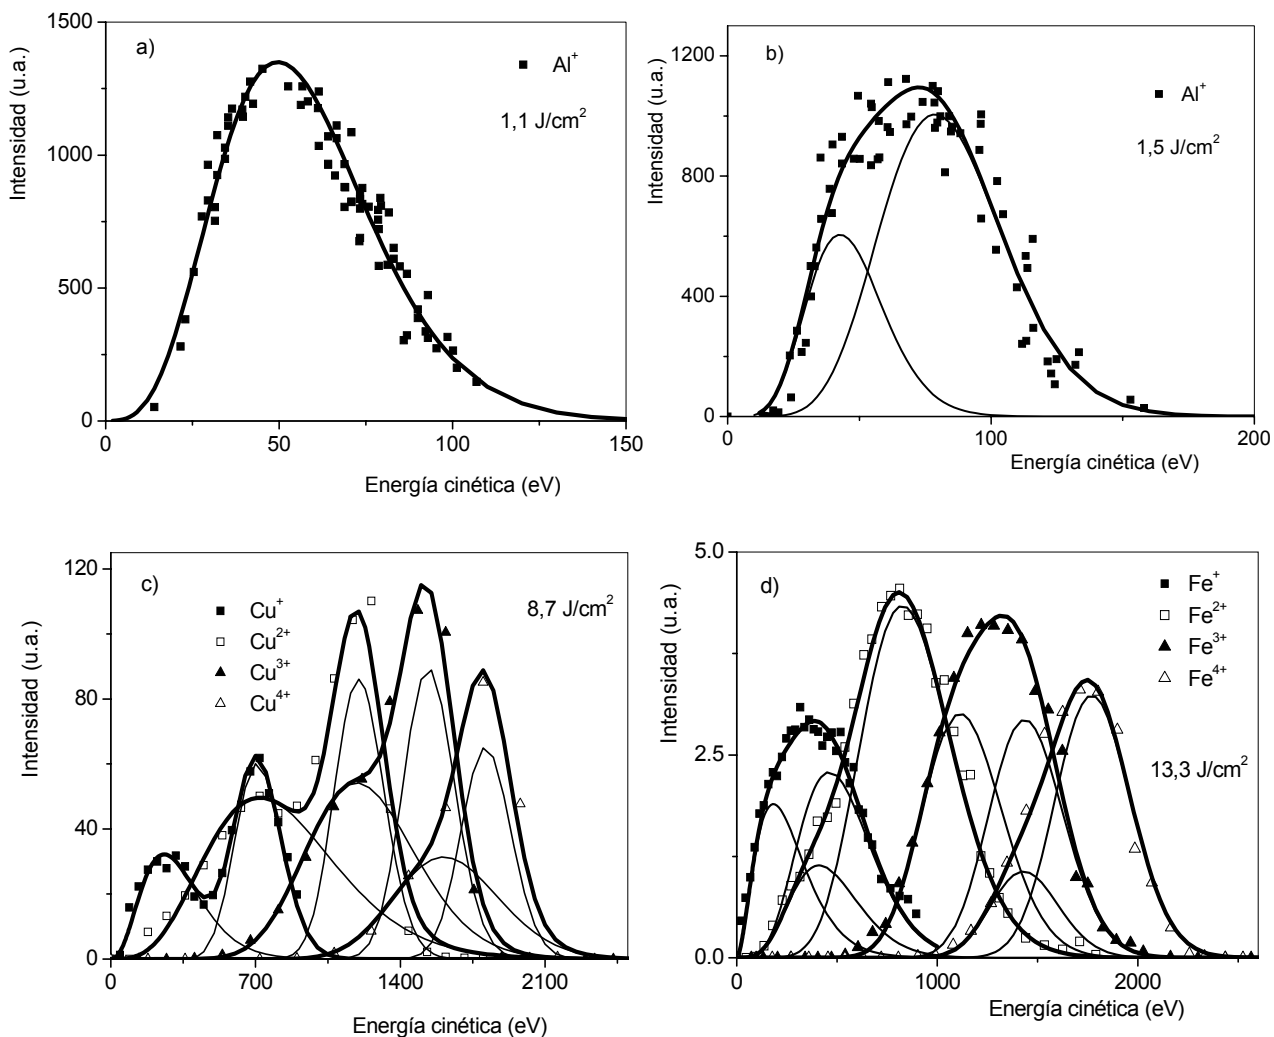 a)
Al⁺
1,1 J/cm²
Intensidad (u.a.)
1500
1000
500
0
0 50 100 150
Energía cinética (eV)
b)
Al⁺
1,5 J/cm²
Intensidad (u.a.)
1200
800
400
0
0 100 200
Energía cinética (eV)
c)
8,7 J/cm²
Cu⁺
Cu²⁺
Cu³⁺
Cu⁴⁺
Intensidad (u.a.)
120
80
40
0
0 700 1400 2100
Energía cinética (eV)
d)
Fe⁺
Fe²⁺
Fe³⁺
Fe⁴⁺
13,3 J/cm²
Intensidad (u.a.)
5.0
2.5
0.0
0 1000 2000
Energía cinética (eV)